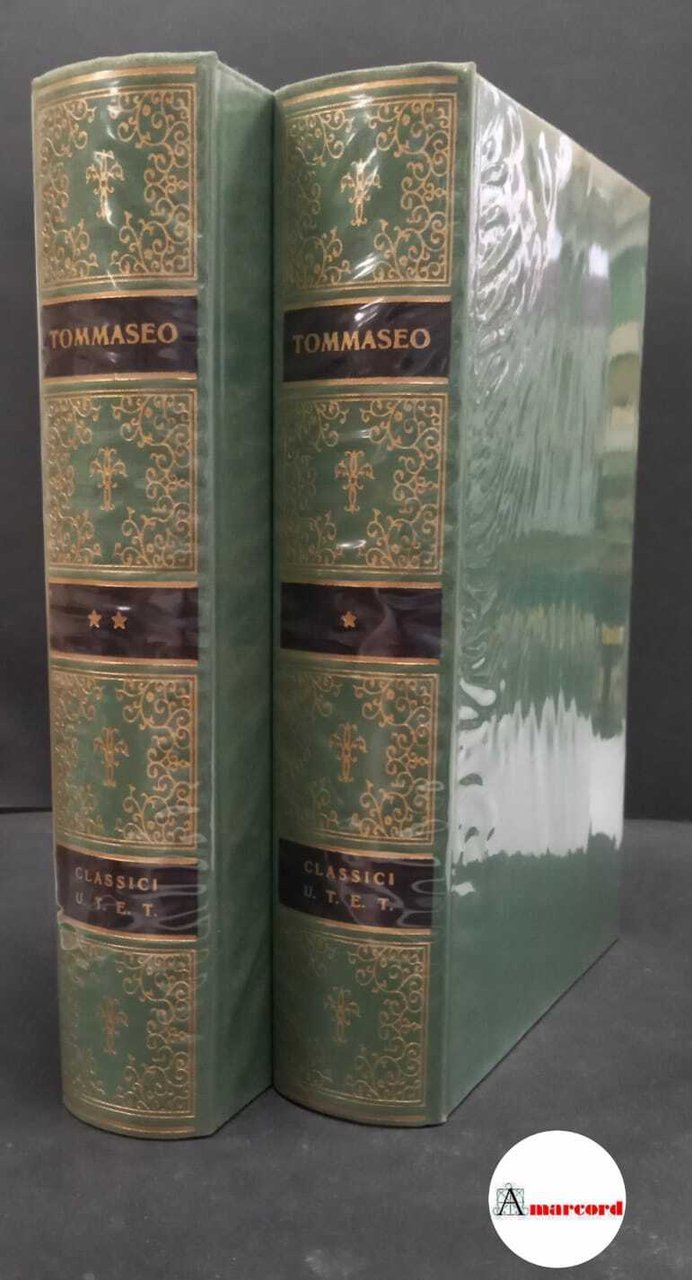 TOMMASEO
★ ★
CLASSICI
U. T. E. T.
TOMMASEO
★
CLASSICI
U. T. E. T.
Amarcord